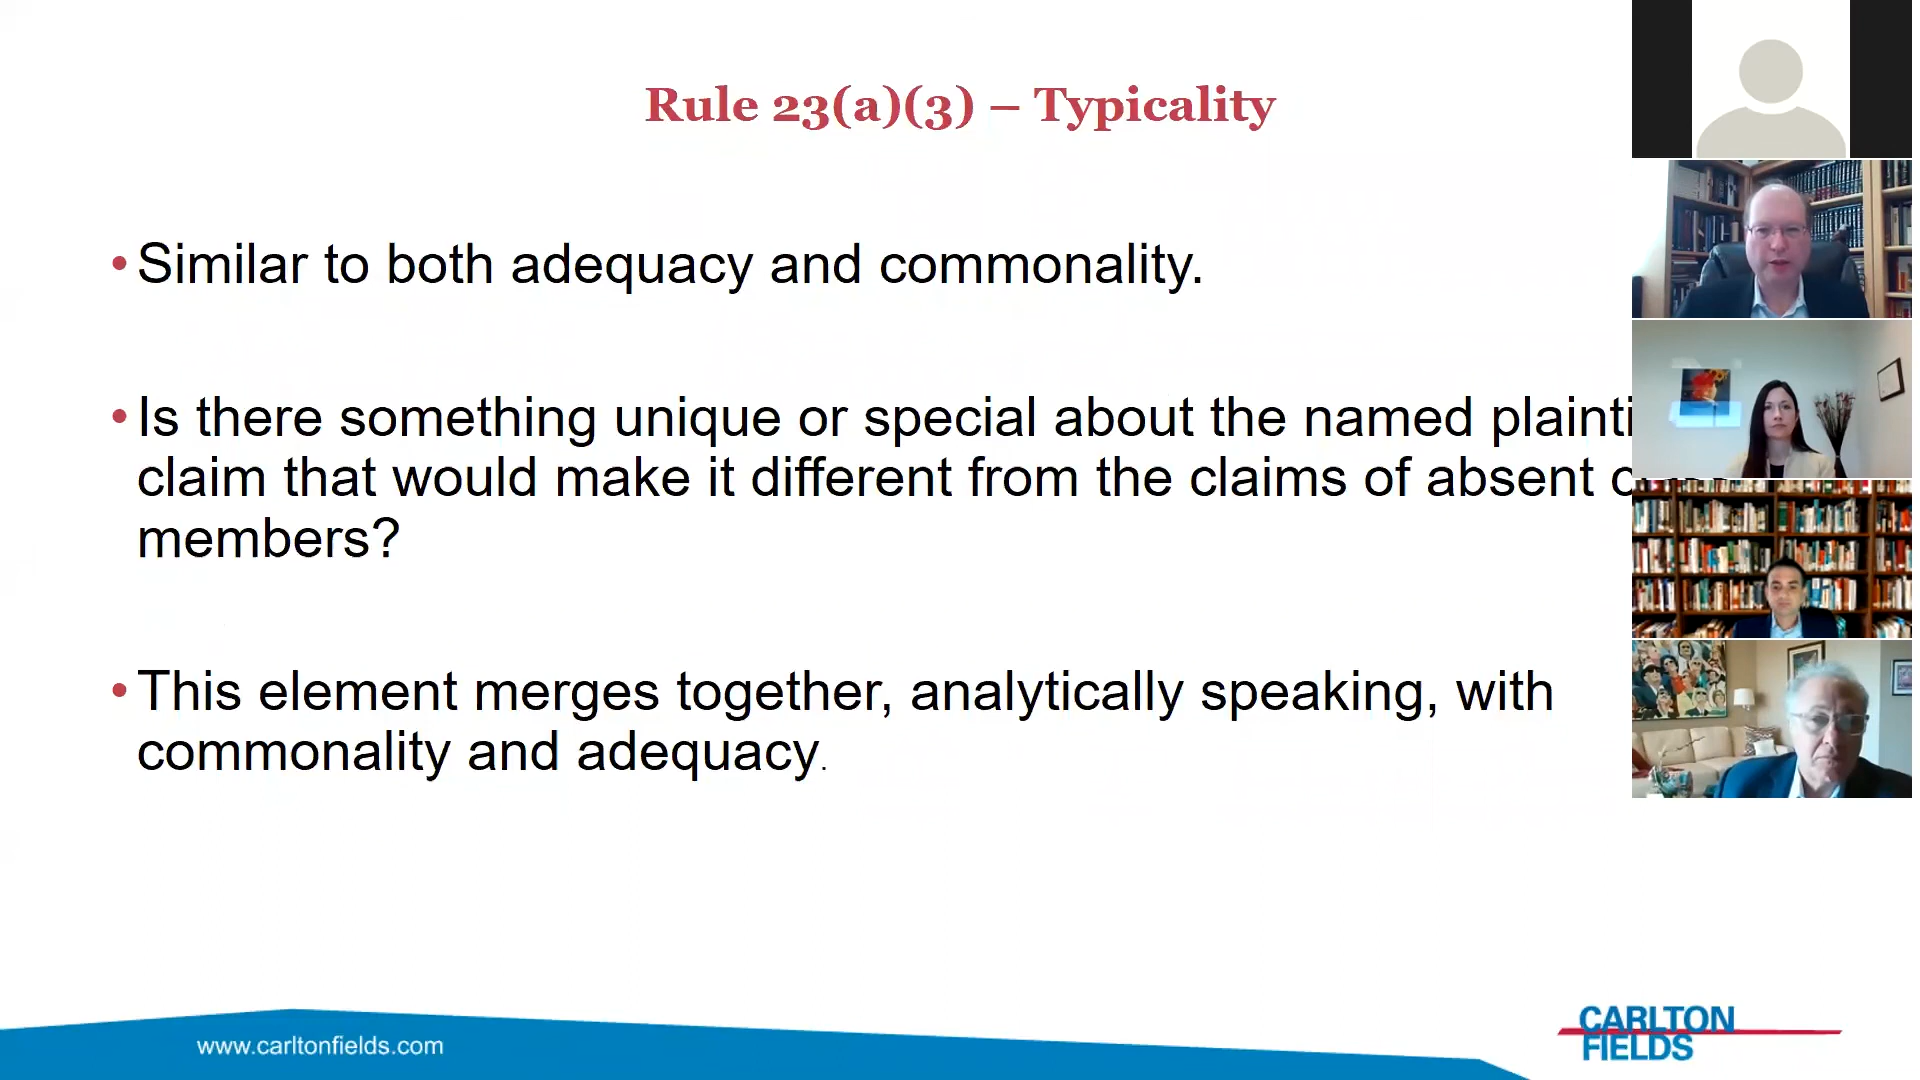 Rule 23(a)(3) – Typicality
•Similar to both adequacy and commonality.
•Is there something unique or special about the named plainti
claim that would make it different from the claims of absent
members?
•This element merges together, analytically speaking, with
commonality and adequacy.
www.carltonfields.com
CARLTON
FIELDS